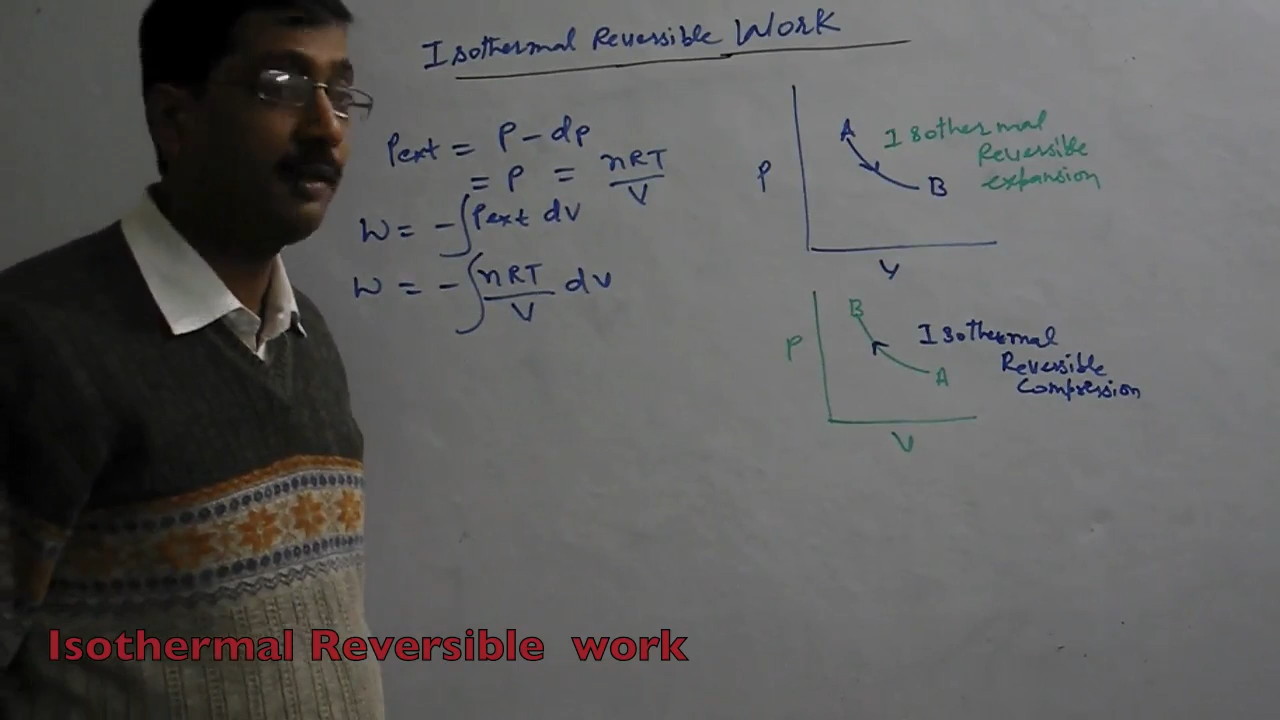 Isothermal Reversible Work
Pext = P - dp
= P = nRT/V
W = -∫Pext dV
W = -∫nRT/V dV
P
A
B
Isothermal
Reversible
expansion
V
P
B
A
Isothermal
Reversible
Compression
V
Isothermal Reversible work